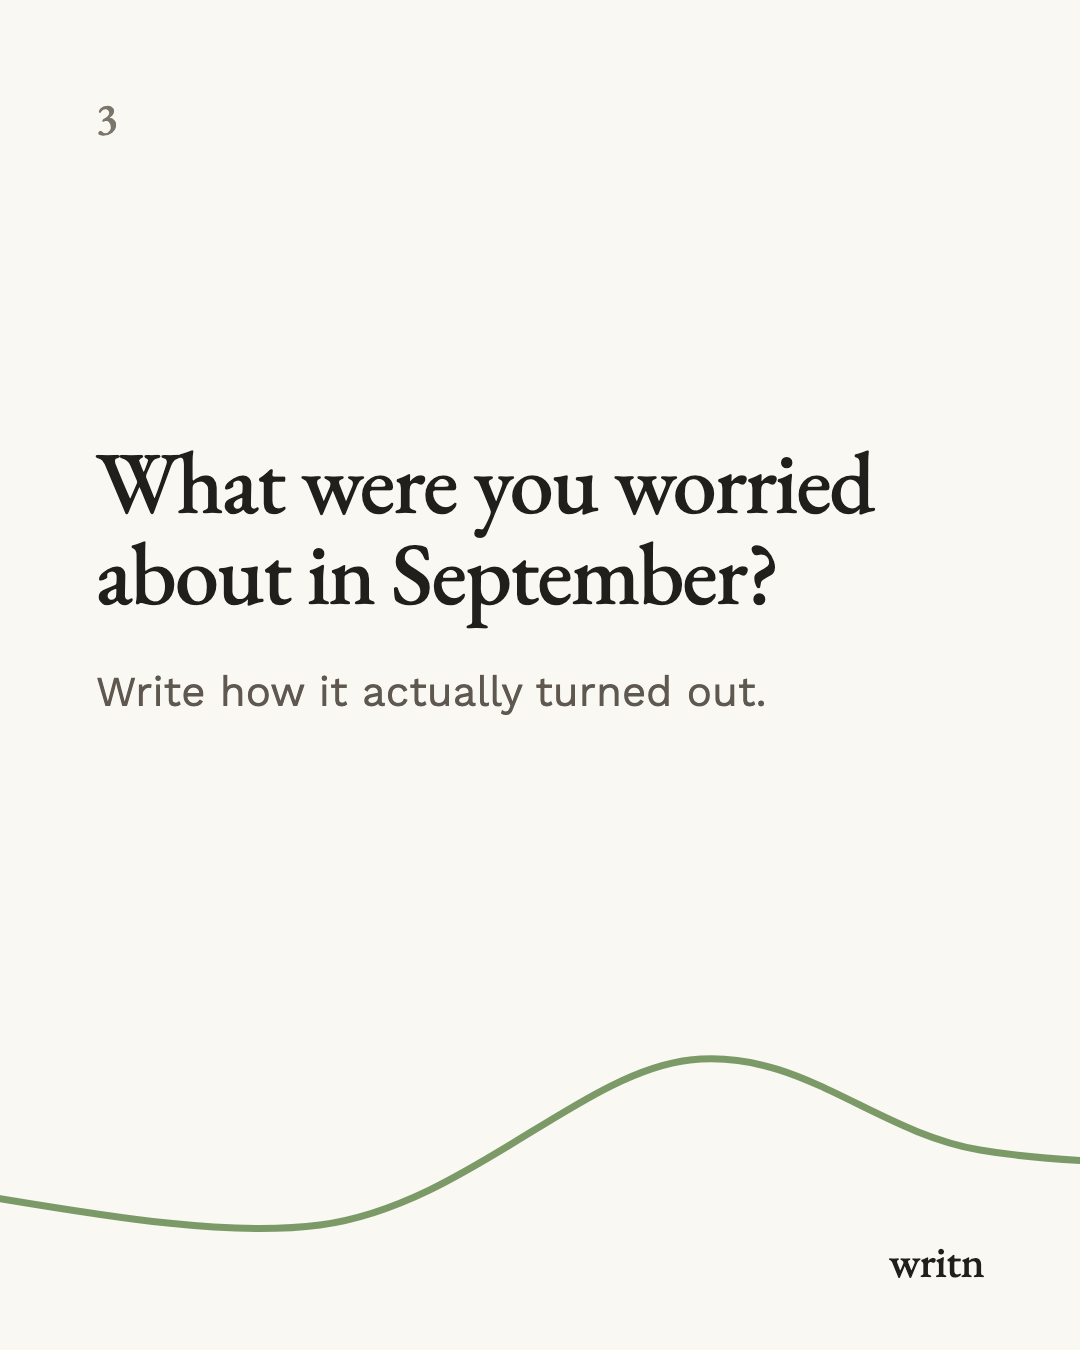 3
What were you worried
about in September?
Write how it actually turned out.
writn